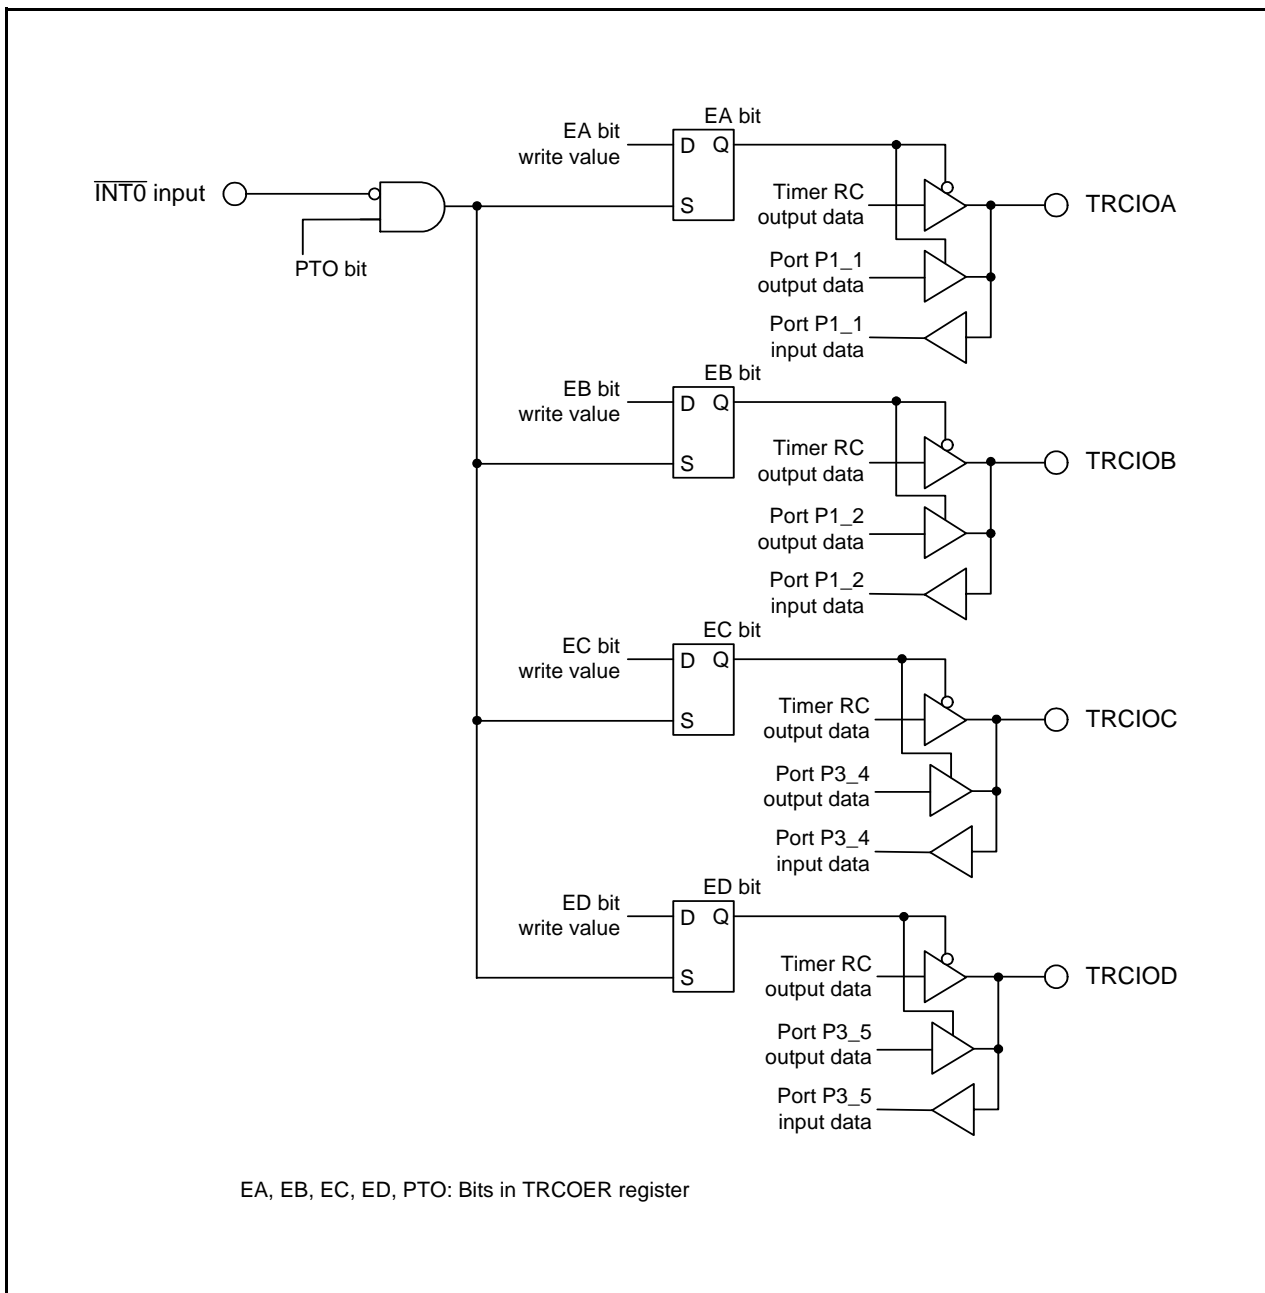 EA bit
EA bit
write value
D Q
S
INT0 input
PTO bit
Timer RC
output data
TRCIOA
Port P1_1
output data
Port P1_1
input data
EB bit
EB bit
write value
D Q
S
Timer RC
output data
TRCIOB
Port P1_2
output data
Port P1_2
input data
EC bit
EC bit
write value
D Q
S
Timer RC
output data
TRCIOC
Port P3_4
output data
Port P3_4
input data
ED bit
ED bit
write value
D Q
S
Timer RC
output data
TRCIOD
Port P3_5
output data
Port P3_5
input data
EA, EB, EC, ED, PTO: Bits in TRCOER register